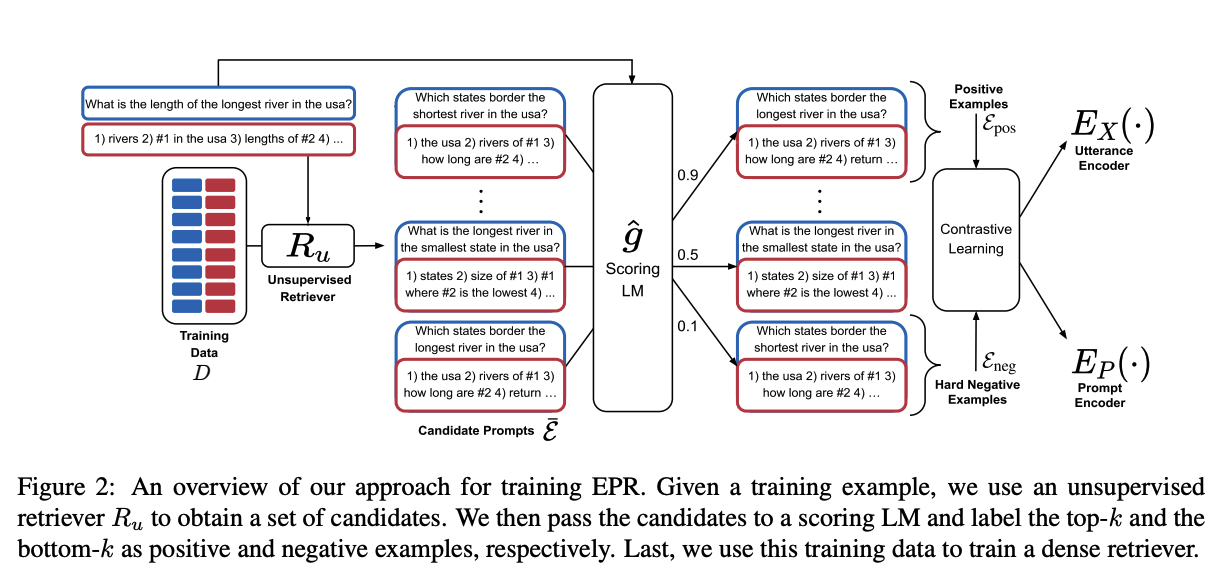 What is the length of the longest river in the usa?
1) rivers 2) #1 in the usa 3) lengths of #2 4) ...
Training
Data
D
R_u
Unsupervised
Retriever
Which states border the
shortest river in the usa?
1) the usa 2) rivers of #1 3)
how long are #2 4) …
⋮
What is the longest river in
the smallest state in the usa?
1) states 2) size of #1 3) #1
where #2 is the lowest 4) ...
Which states border the
longest river in the usa?
1) the usa 2) rivers of #1 3)
how long are #2 4) return …
Candidate Prompts ℰ̄
ĝ
Scoring
LM
0.9
0.5
0.1
Which states border the
longest river in the usa?
1) the usa 2) rivers of #1 3)
how long are #2 4) return …
⋮
What is the longest river in
the smallest state in the usa?
1) states 2) size of #1 3) #1
where #2 is the lowest 4) ...
Which states border the
shortest river in the usa?
1) the usa 2) rivers of #1 3)
how long are #2 4) …
Positive
Examples
ℰ_pos
Contrastive
Learning
ℰ_neg
Hard Negative
Examples
E_X(·)
Utterance
Encoder
E_P(·)
Prompt
Encoder
Figure 2: An overview of our approach for training EPR. Given a training example, we use an unsupervised
retriever R_u to obtain a set of candidates. We then pass the candidates to a scoring LM and label the top-k and the
bottom-k as positive and negative examples, respectively. Last, we use this training data to train a dense retriever.